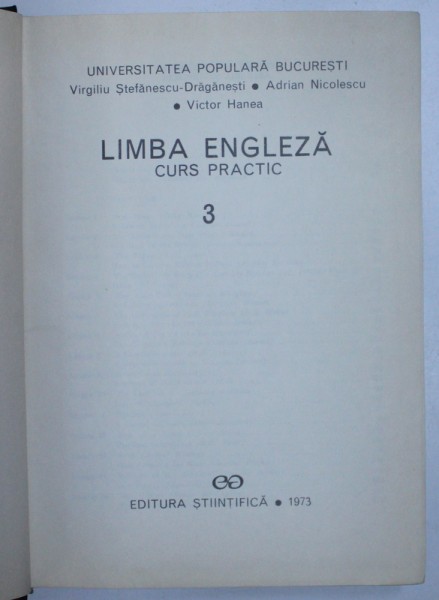 UNIVERSITATEA POPULARĂ BUCUREȘTI
Virgiliu Ștefănescu-Drăgănești ● Adrian Nicolescu
● Victor Hanea
LIMBA ENGLEZĂ
CURS PRACTIC
3
EDITURA ȘTIINȚIFICĂ ● 1973